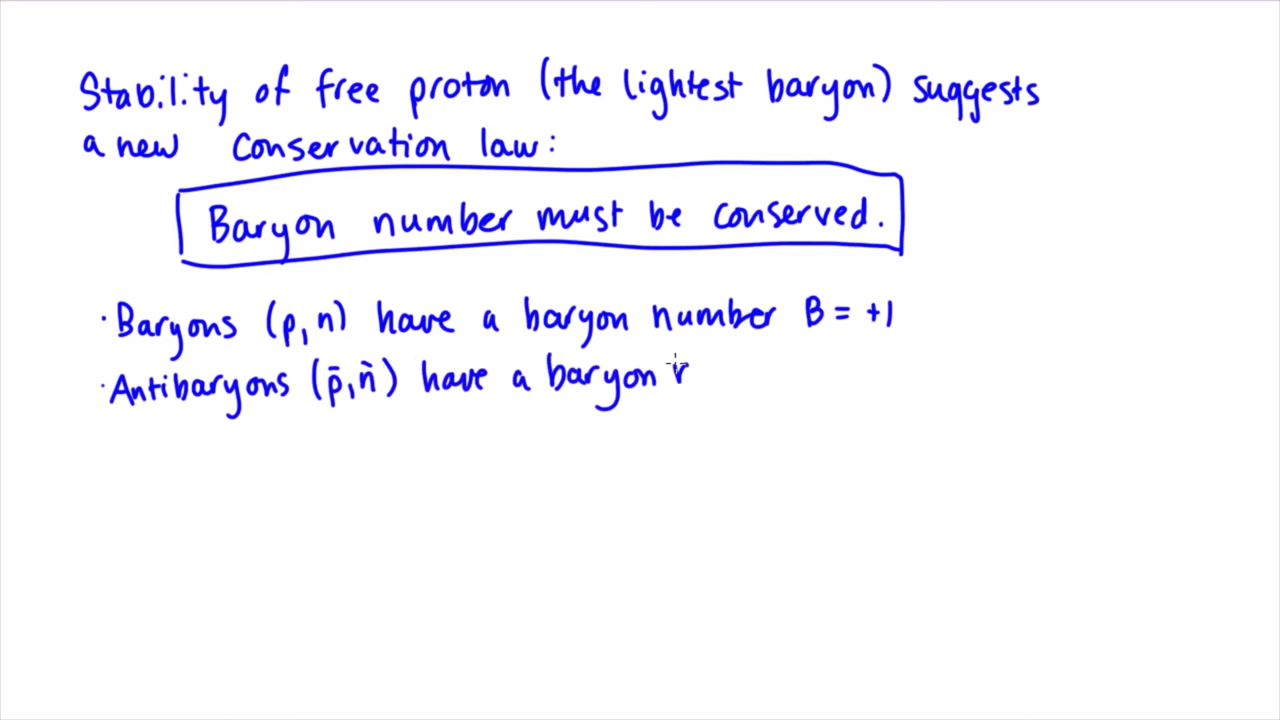 Stability of free proton (the lightest baryon) suggests
a new conservation law:
Baryon number must be conserved.
· Baryons (p, n) have a baryon number B = +1
· Antibaryons (p̄, n̄) have a baryon